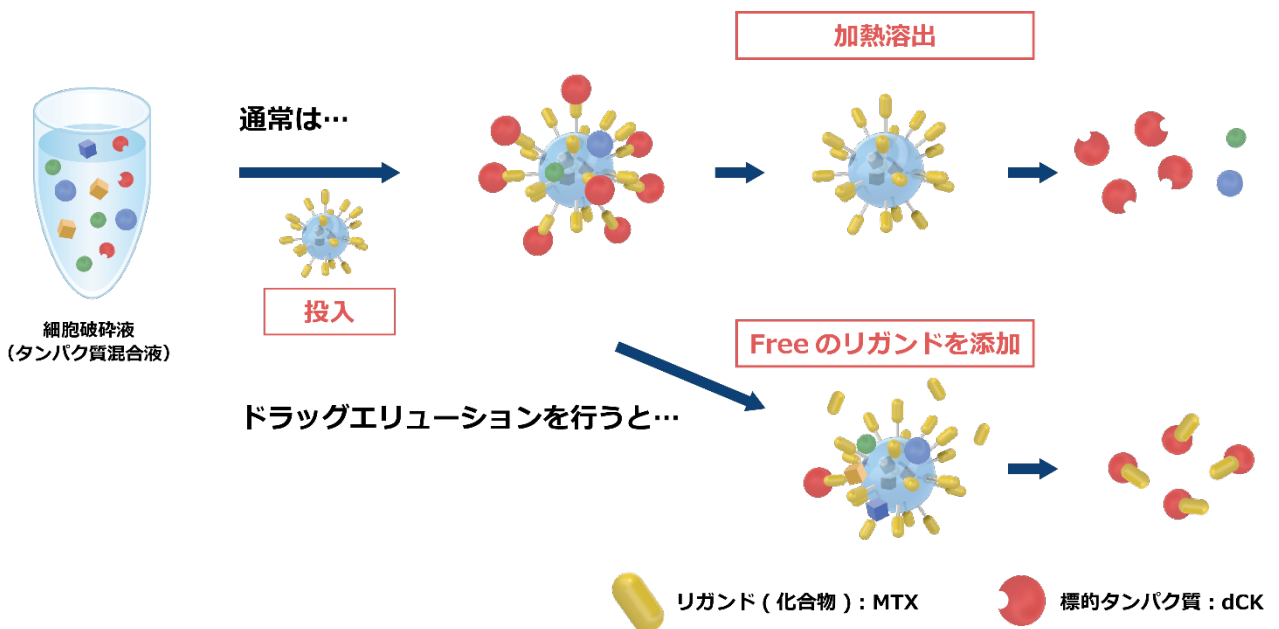 加熱溶出
通常は…
投入
細胞破砕液
（タンパク質混合液）
Free のリガンドを添加
ドラッグエリューションを行うと…
リガンド ( 化合物 ) : MTX
標的タンパク質 : dCK